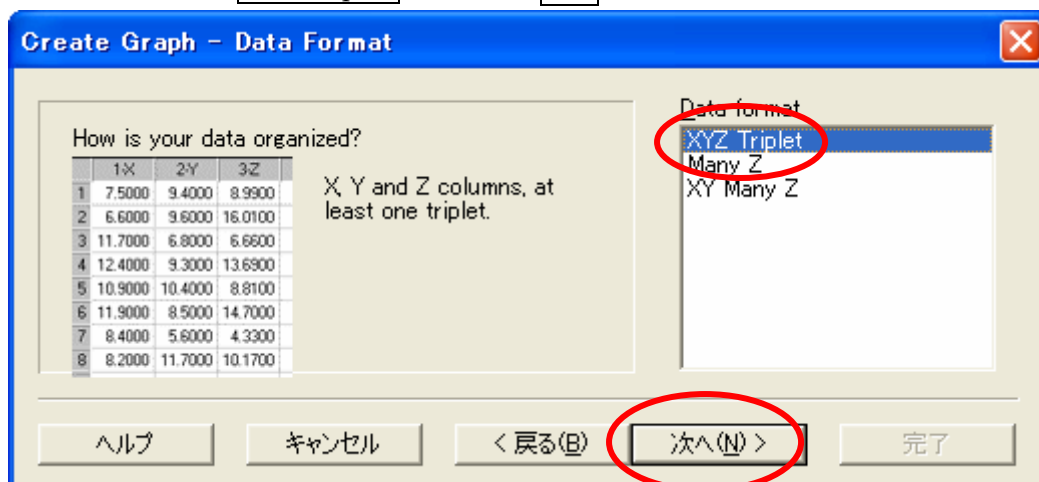 Create Graph - Data Format
How is your data organized?
1-X 2-Y 3-Z
1 7.5000 9.4000 8.9900
2 6.6000 9.6000 16.0100
3 11.7000 6.8000 6.6600
4 12.4000 9.3000 13.6900
5 10.9000 10.4000 8.8100
6 11.9000 8.5000 14.7000
7 8.4000 5.6000 4.3300
8 8.2000 11.7000 10.1700
X, Y and Z columns, at
least one triplet.
Data format
XYZ Triplet
Many Z
XY Many Z
ヘルプ
キャンセル
< 戻る(B)
次へ(N) >
完了